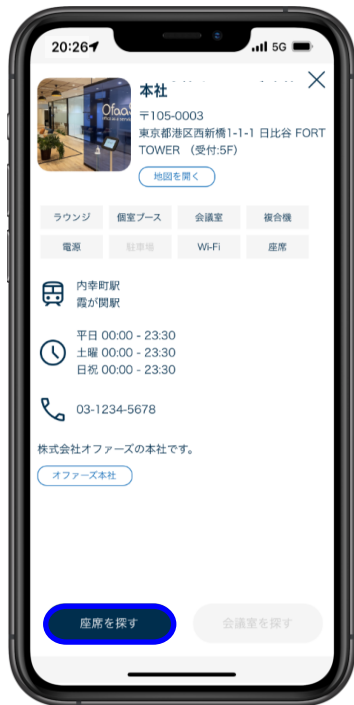 20:26
5G
本社
〒105-0003
東京都港区西新橋1-1-1 日比谷 FORT
TOWER （受付:5F）
地図を開く
ラウンジ 個室ブース 会議室 複合機
電源 駐車場 Wi-Fi 座席
内幸町駅
霞が関駅
平日 00:00 - 23:30
土曜 00:00 - 23:30
日祝 00:00 - 23:30
03-1234-5678
株式会社オファーズの本社です。
オファーズ本社
座席を探す 会議室を探す